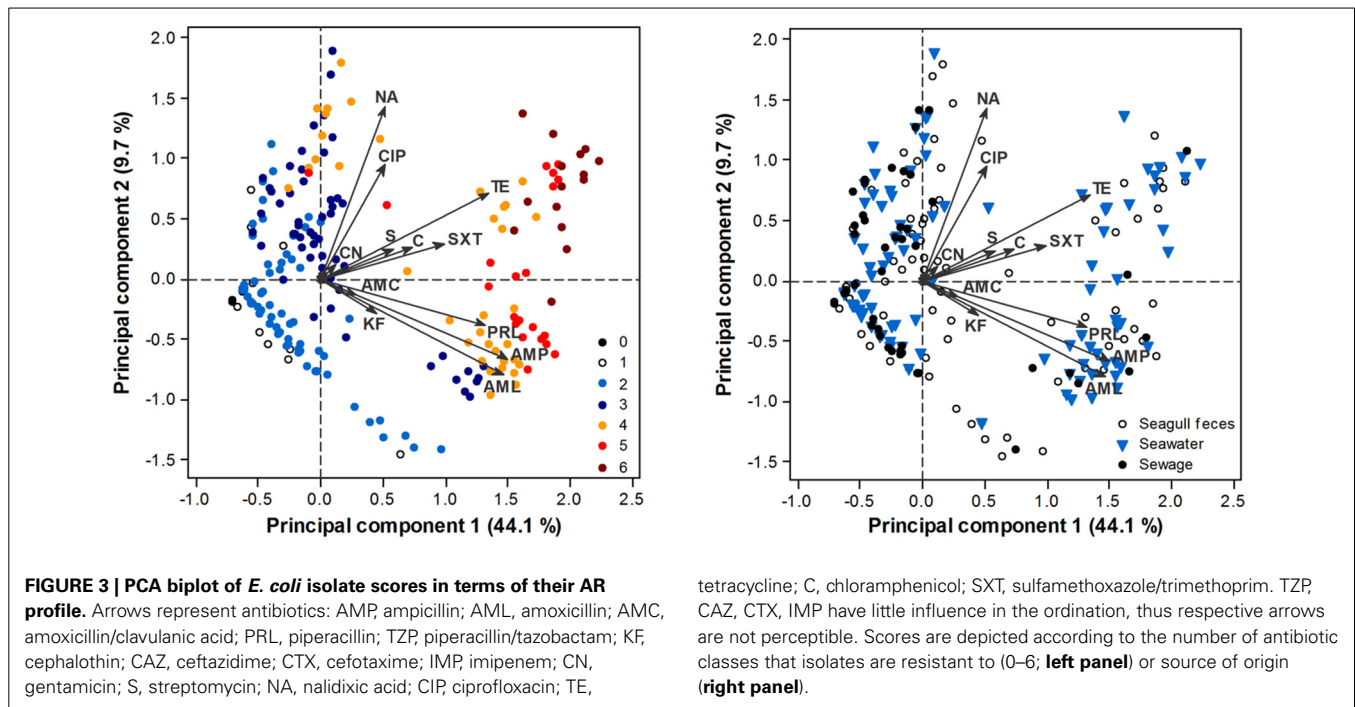 2.0
1.5
1.0
0.5
0.0
-0.5
-1.0
-1.5
Principal component 2 (9.7 %)
NA
CIP
TE
S
C
SXT
CN
AMC
KF
PRL
AMP
AML
0
1
2
3
4
5
6
-1.0 -0.5 0.0 0.5 1.0 1.5 2.0 2.5
Principal component 1 (44.1 %)
2.0
1.5
1.0
0.5
0.0
-0.5
-1.0
-1.5
Principal component 2 (9.7 %)
NA
CIP
TE
S
C
SXT
CN
AMC
KF
PRL
AMP
AML
Seagull feces
Seawater
Sewage
-1.0 -0.5 0.0 0.5 1.0 1.5 2.0 2.5
Principal component 1 (44.1 %)
FIGURE 3 | PCA biplot of E. coli isolate scores in terms of their AR
profile. Arrows represent antibiotics: AMP, ampicillin; AML, amoxicillin; AMC,
amoxicillin/clavulanic acid; PRL, piperacillin; TZP, piperacillin/tazobactam; KF,
cephalothin; CAZ, ceftazidime; CTX, cefotaxime; IMP, imipenem; CN,
gentamicin; S, streptomycin; NA, nalidixic acid; CIP, ciprofloxacin; TE,
tetracycline; C, chloramphenicol; SXT, sulfamethoxazole/trimethoprim. TZP,
CAZ, CTX, IMP have little influence in the ordination, thus respective arrows
are not perceptible. Scores are depicted according to the number of antibiotic
classes that isolates are resistant to (0–6; left panel) or source of origin
(right panel).